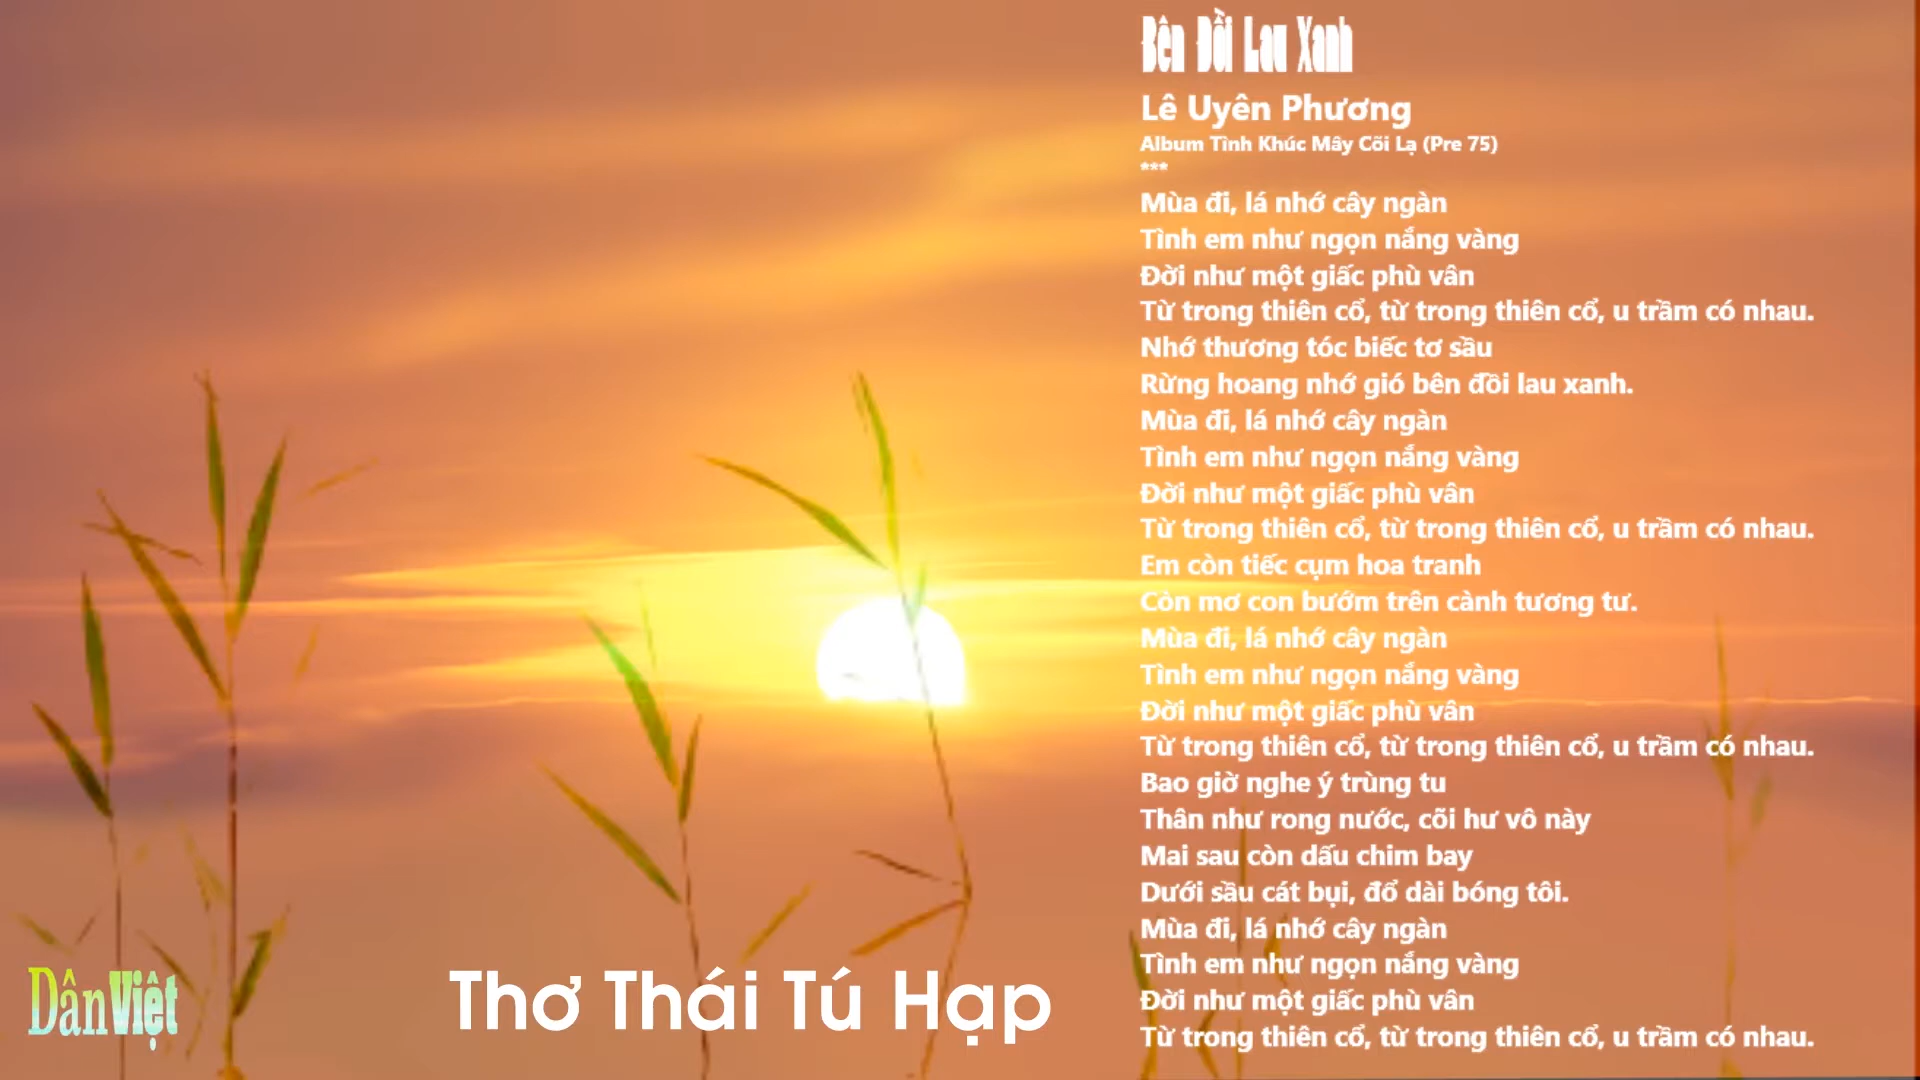 Bên Đồi Lau Xanh
Lê Uyên Phương
Album Tình Khúc Mây Cõi Lạ (Pre 75)
***
Mùa đi, lá nhớ cây ngàn
Tình em như ngọn nắng vàng
Đời như một giấc phù vân
Từ trong thiên cổ, từ trong thiên cổ, u trầm có nhau.
Nhớ thương tóc biếc tơ sầu
Rừng hoang nhớ gió bên đồi lau xanh.
Mùa đi, lá nhớ cây ngàn
Tình em như ngọn nắng vàng
Đời như một giấc phù vân
Từ trong thiên cổ, từ trong thiên cổ, u trầm có nhau.
Em còn tiếc cụm hoa tranh
Còn mơ con bướm trên cành tương tư.
Mùa đi, lá nhớ cây ngàn
Tình em như ngọn nắng vàng
Đời như một giấc phù vân
Từ trong thiên cổ, từ trong thiên cổ, u trầm có nhau.
Bao giờ nghe ý trùng tu
Thân như rong nước, cõi hư vô này
Mai sau còn dấu chim bay
Dưới sầu cát bụi, đổ dài bóng tôi.
Mùa đi, lá nhớ cây ngàn
Tình em như ngọn nắng vàng
Đời như một giấc phù vân
Từ trong thiên cổ, từ trong thiên cổ, u trầm có nhau.
Thơ Thái Tú Hạp
DânViệt